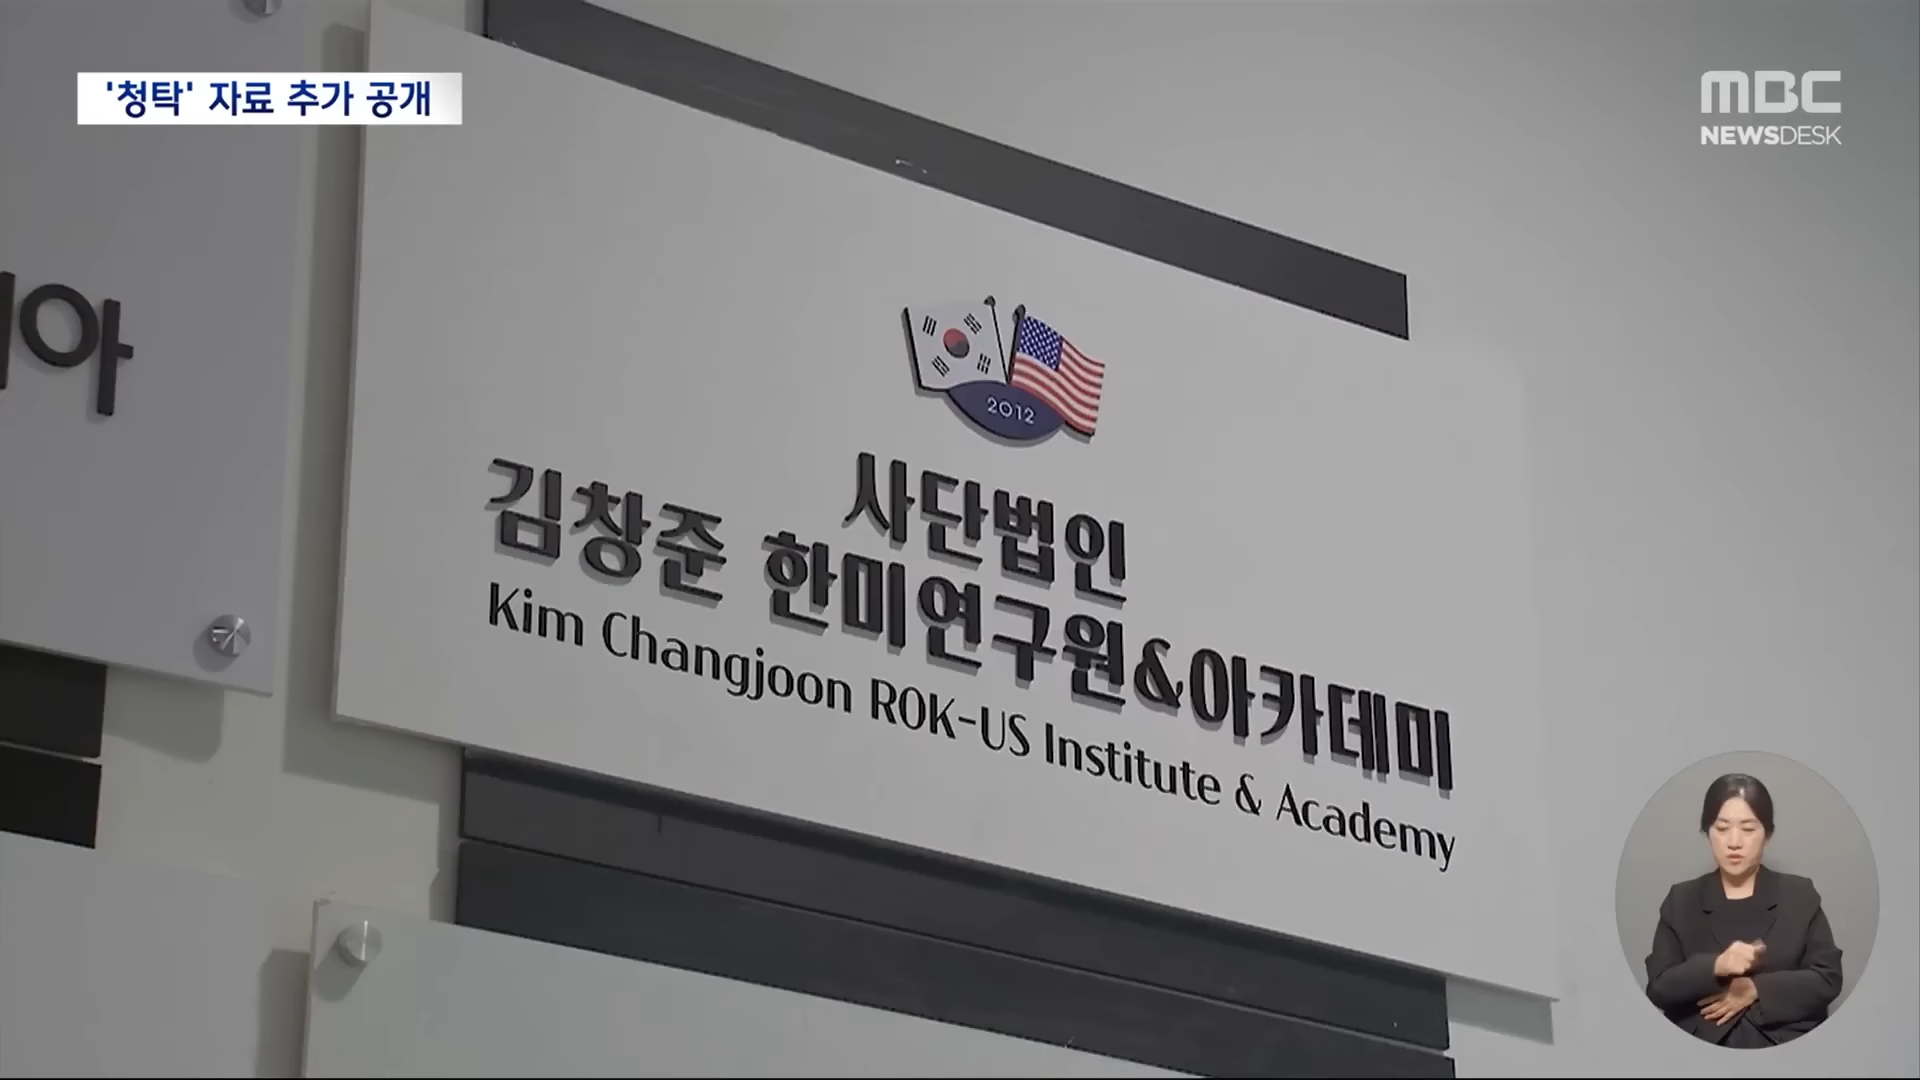 '청탁' 자료 추가 공개
MBC
NEWSDESK
아
2012
사단법인
김창준 한미연구원&아카데미
Kim Changjoon ROK-US Institute & Academy